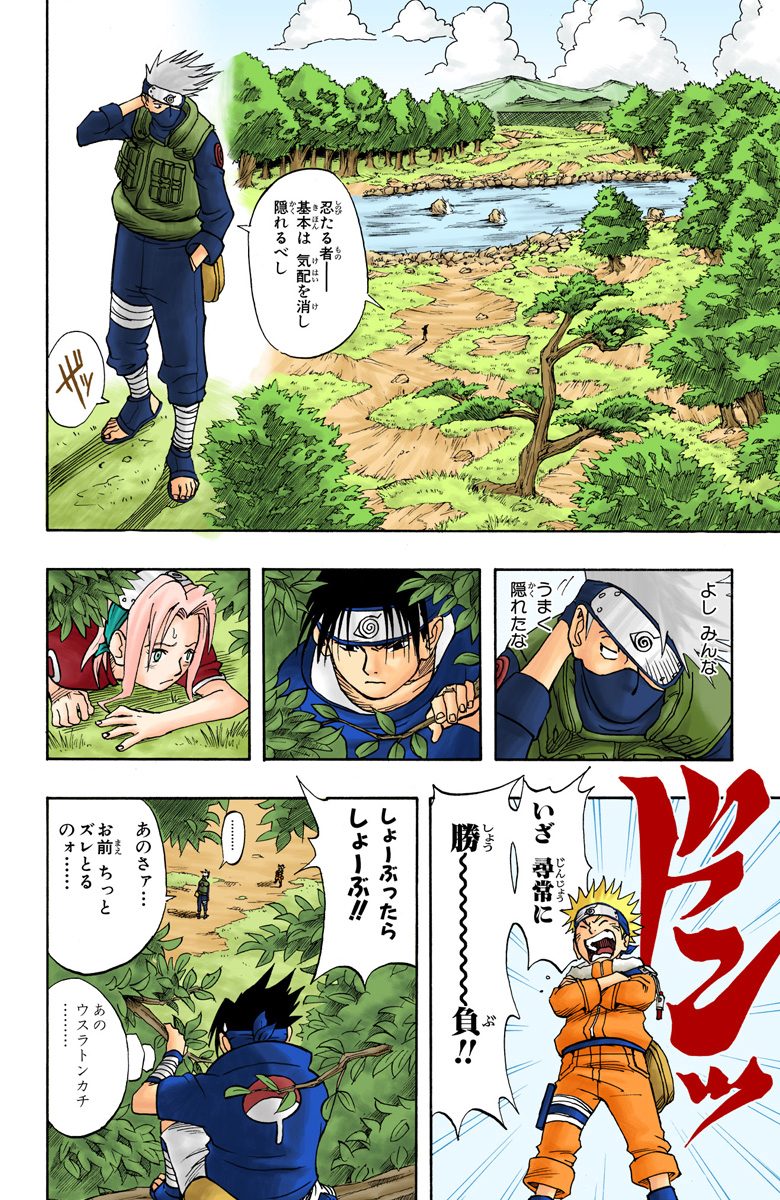 忍たる者━━
基本は 気配を消し
隠れるべし
ザッ
よし みんな
うまく
隠れたな
ドンッ
いざ 尋常に
勝～～～～～～負!!
しょーぶったら
しょーぶ!!
………
あのさァ…
お前 ちっと
ズレとる
のォ……
あの
ウスラトンカチ
………